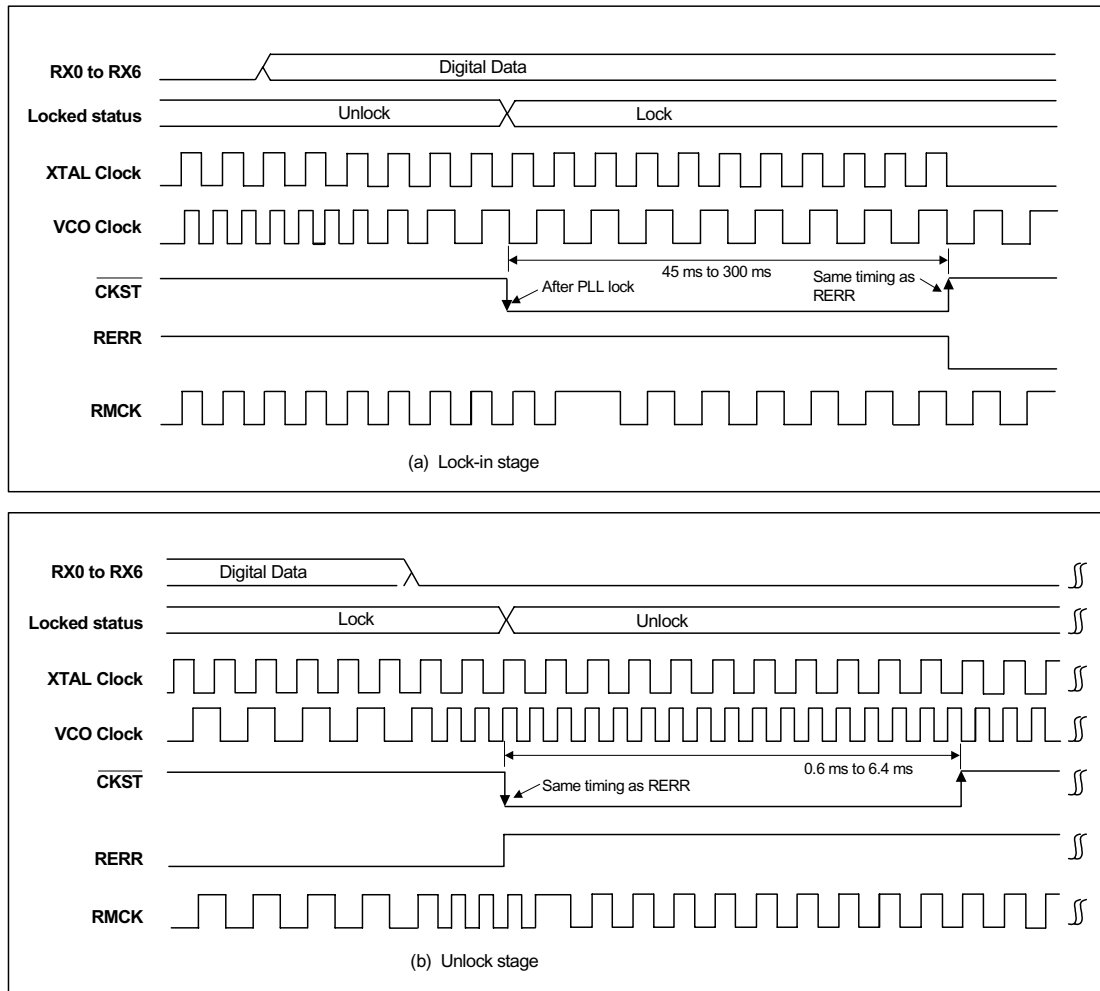 RX0 to RX6
Digital Data
Locked status
Unlock
Lock
XTAL Clock
VCO Clock
45 ms to 300 ms
CKST
After PLL lock
Same timing as
RERR
RERR
RMCK
(a) Lock-in stage
RX0 to RX6
Digital Data
Locked status
Lock
Unlock
XTAL Clock
VCO Clock
0.6 ms to 6.4 ms
CKST
Same timing as RERR
RERR
RMCK
(b) Unlock stage